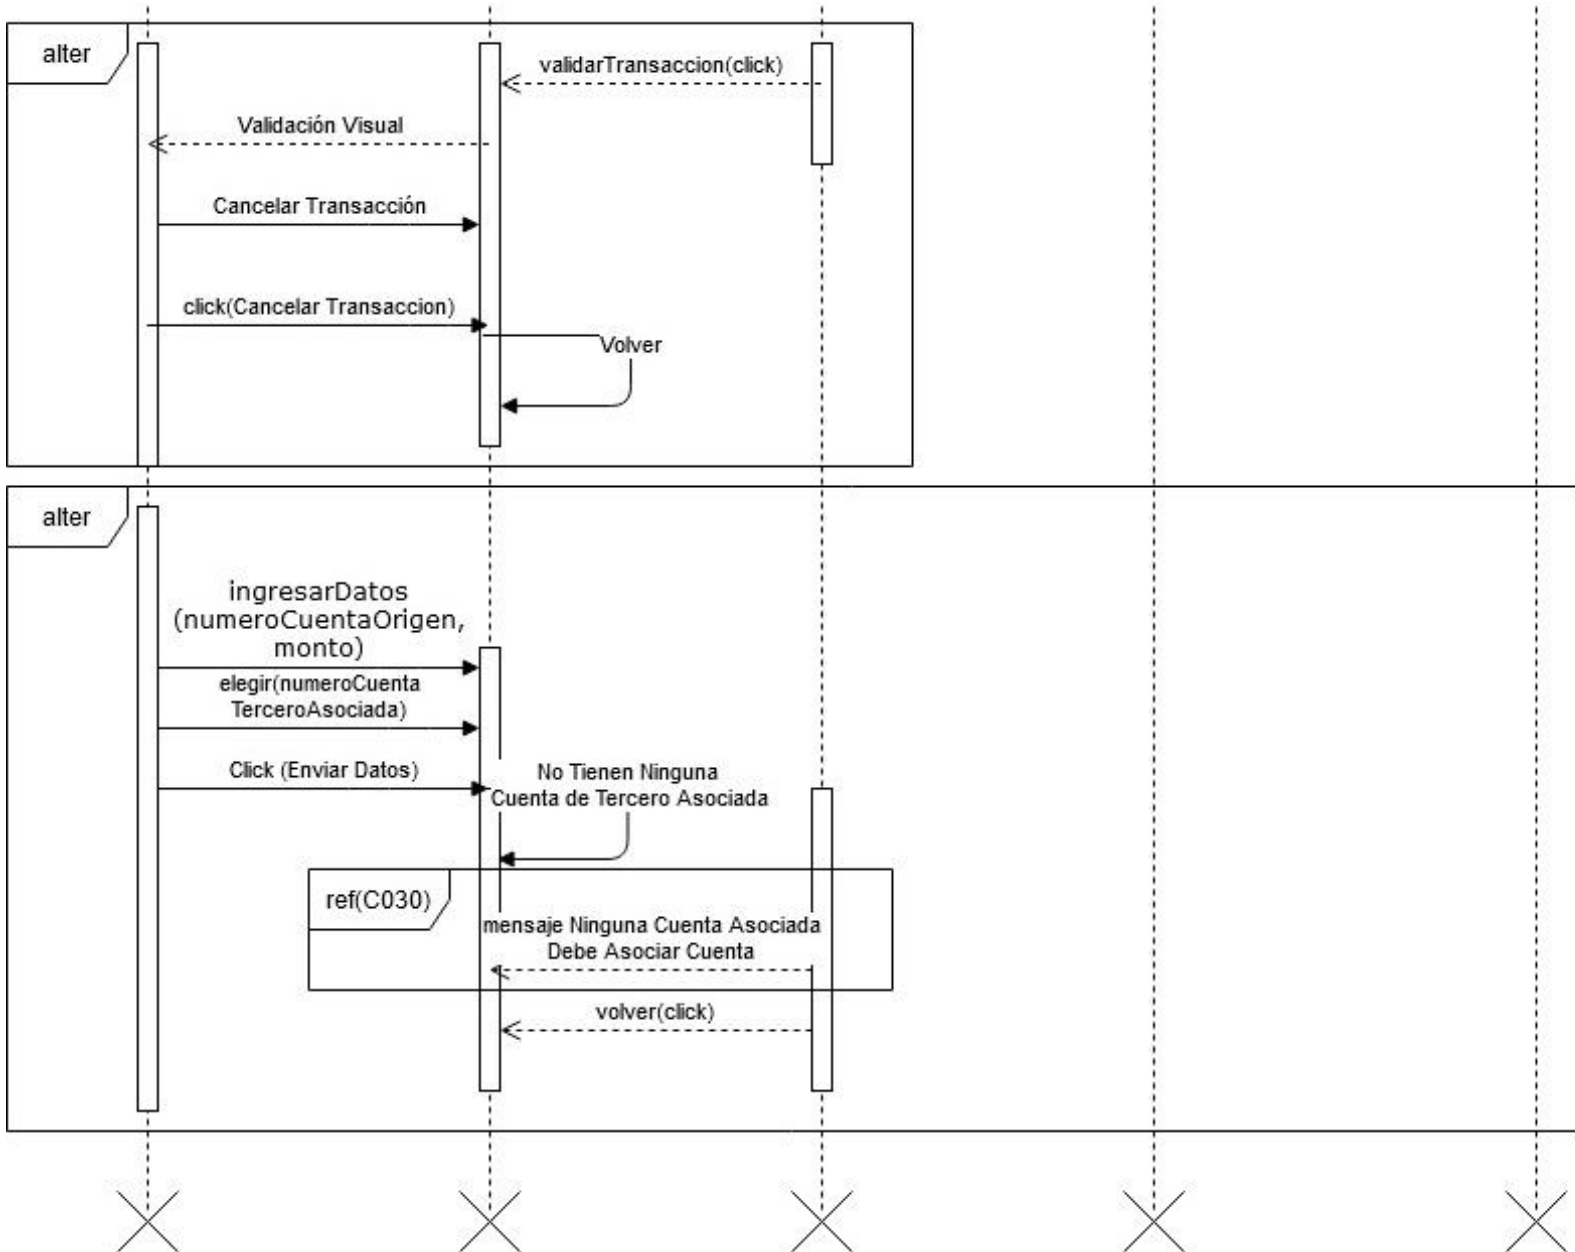 alter
validarTransaccion(click)
Validación Visual
Cancelar Transacción
click(Cancelar Transaccion)
Volver
alter
ingresarDatos
(numeroCuentaOrigen,
monto)
elegir(numeroCuenta
TerceroAsociada)
Click (Enviar Datos)
No Tienen Ninguna
Cuenta de Tercero Asociada
ref(C030)
mensaje Ninguna Cuenta Asociada
Debe Asociar Cuenta
volver(click)